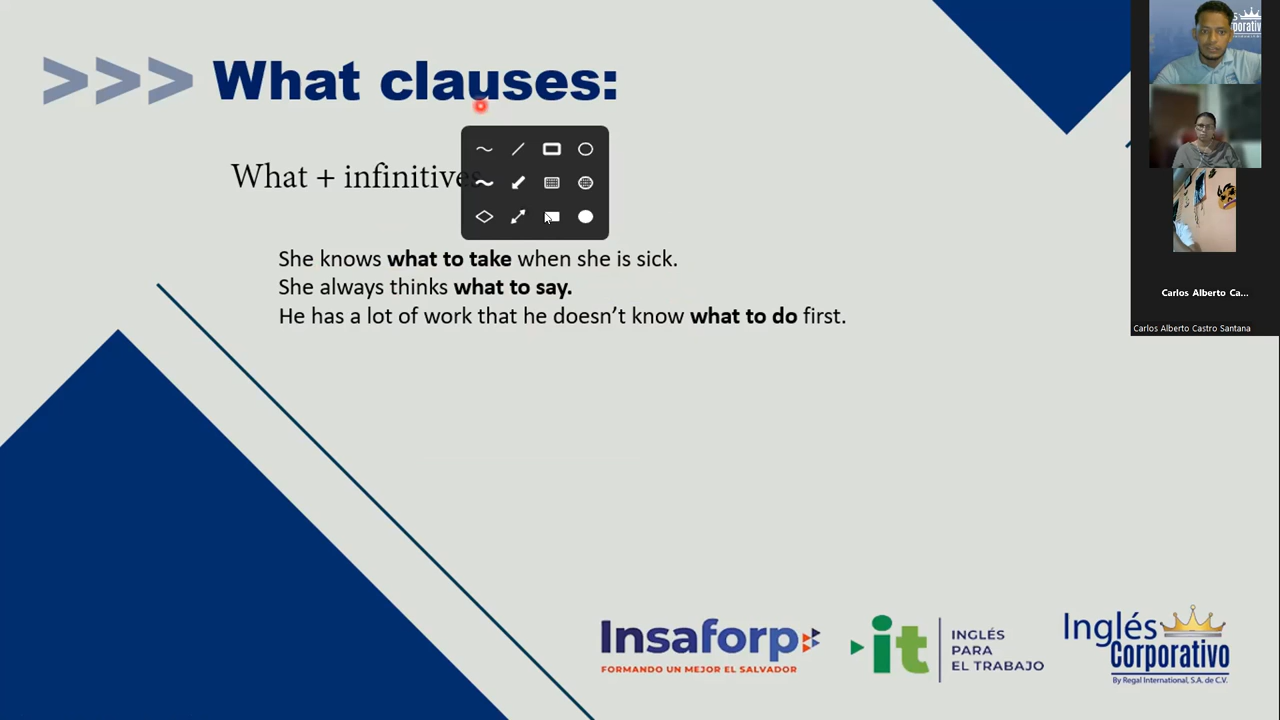 >>> What clauses:
What + infinitives
She knows what to take when she is sick.
She always thinks what to say.
He has a lot of work that he doesn’t know what to do first.
Carlos Alberto Ca...
Carlos Alberto Castro Santana
Insaforp
FORMANDO UN MEJOR EL SALVADOR
it
INGLÉS
PARA
EL TRABAJO
Inglés
Corporativo
By Regal International, S.A. de C.V.